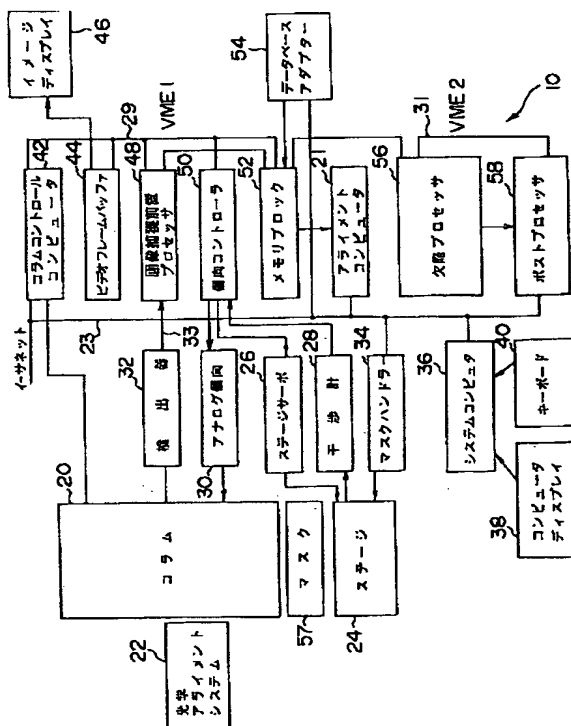 イメージ
ディスプレイ
46
コラムコントロール
コンピュータ
42
ビデオフレームバッファ
44
29
VME1
画像捕獲前置
プロセッサ
48
偏向コントローラ
50
メモリブロック
52
データベース
アダプター
54
アライメント
コンピュータ
21
欠陥プロセッサ
56
31
VME2
ポストプロセッサ
58
10
イーサネット
23
検出器
32
33
アナログ偏向
30
ステージサーボ
26
干渉計
28
マスクハンドラー
34
システムコンピュータ
36
キーボード
40
コンピュータ
ディスプレイ
38
コラム
20
マスク
57
ステージ
24
光学
アライメント
システム
22